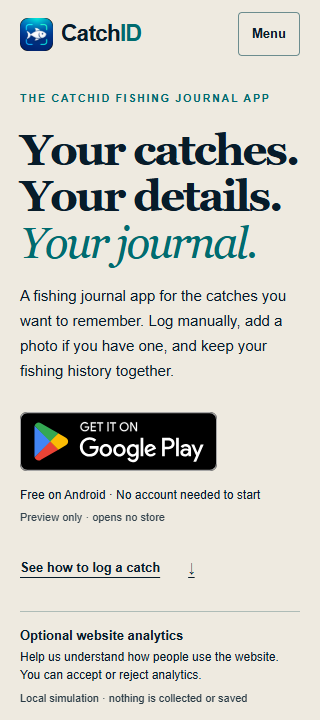 CatchID
Menu
THE CATCHID FISHING JOURNAL APP
Your catches.
Your details.
Your journal.
A fishing journal app for the catches you
want to remember. Log manually, add a
photo if you have one, and keep your
fishing history together.
GET IT ON
Google Play
Free on Android · No account needed to start
Preview only · opens no store
See how to log a catch ↓
Optional website analytics
Help us understand how people use the website.
You can accept or reject analytics.
Local simulation · nothing is collected or saved